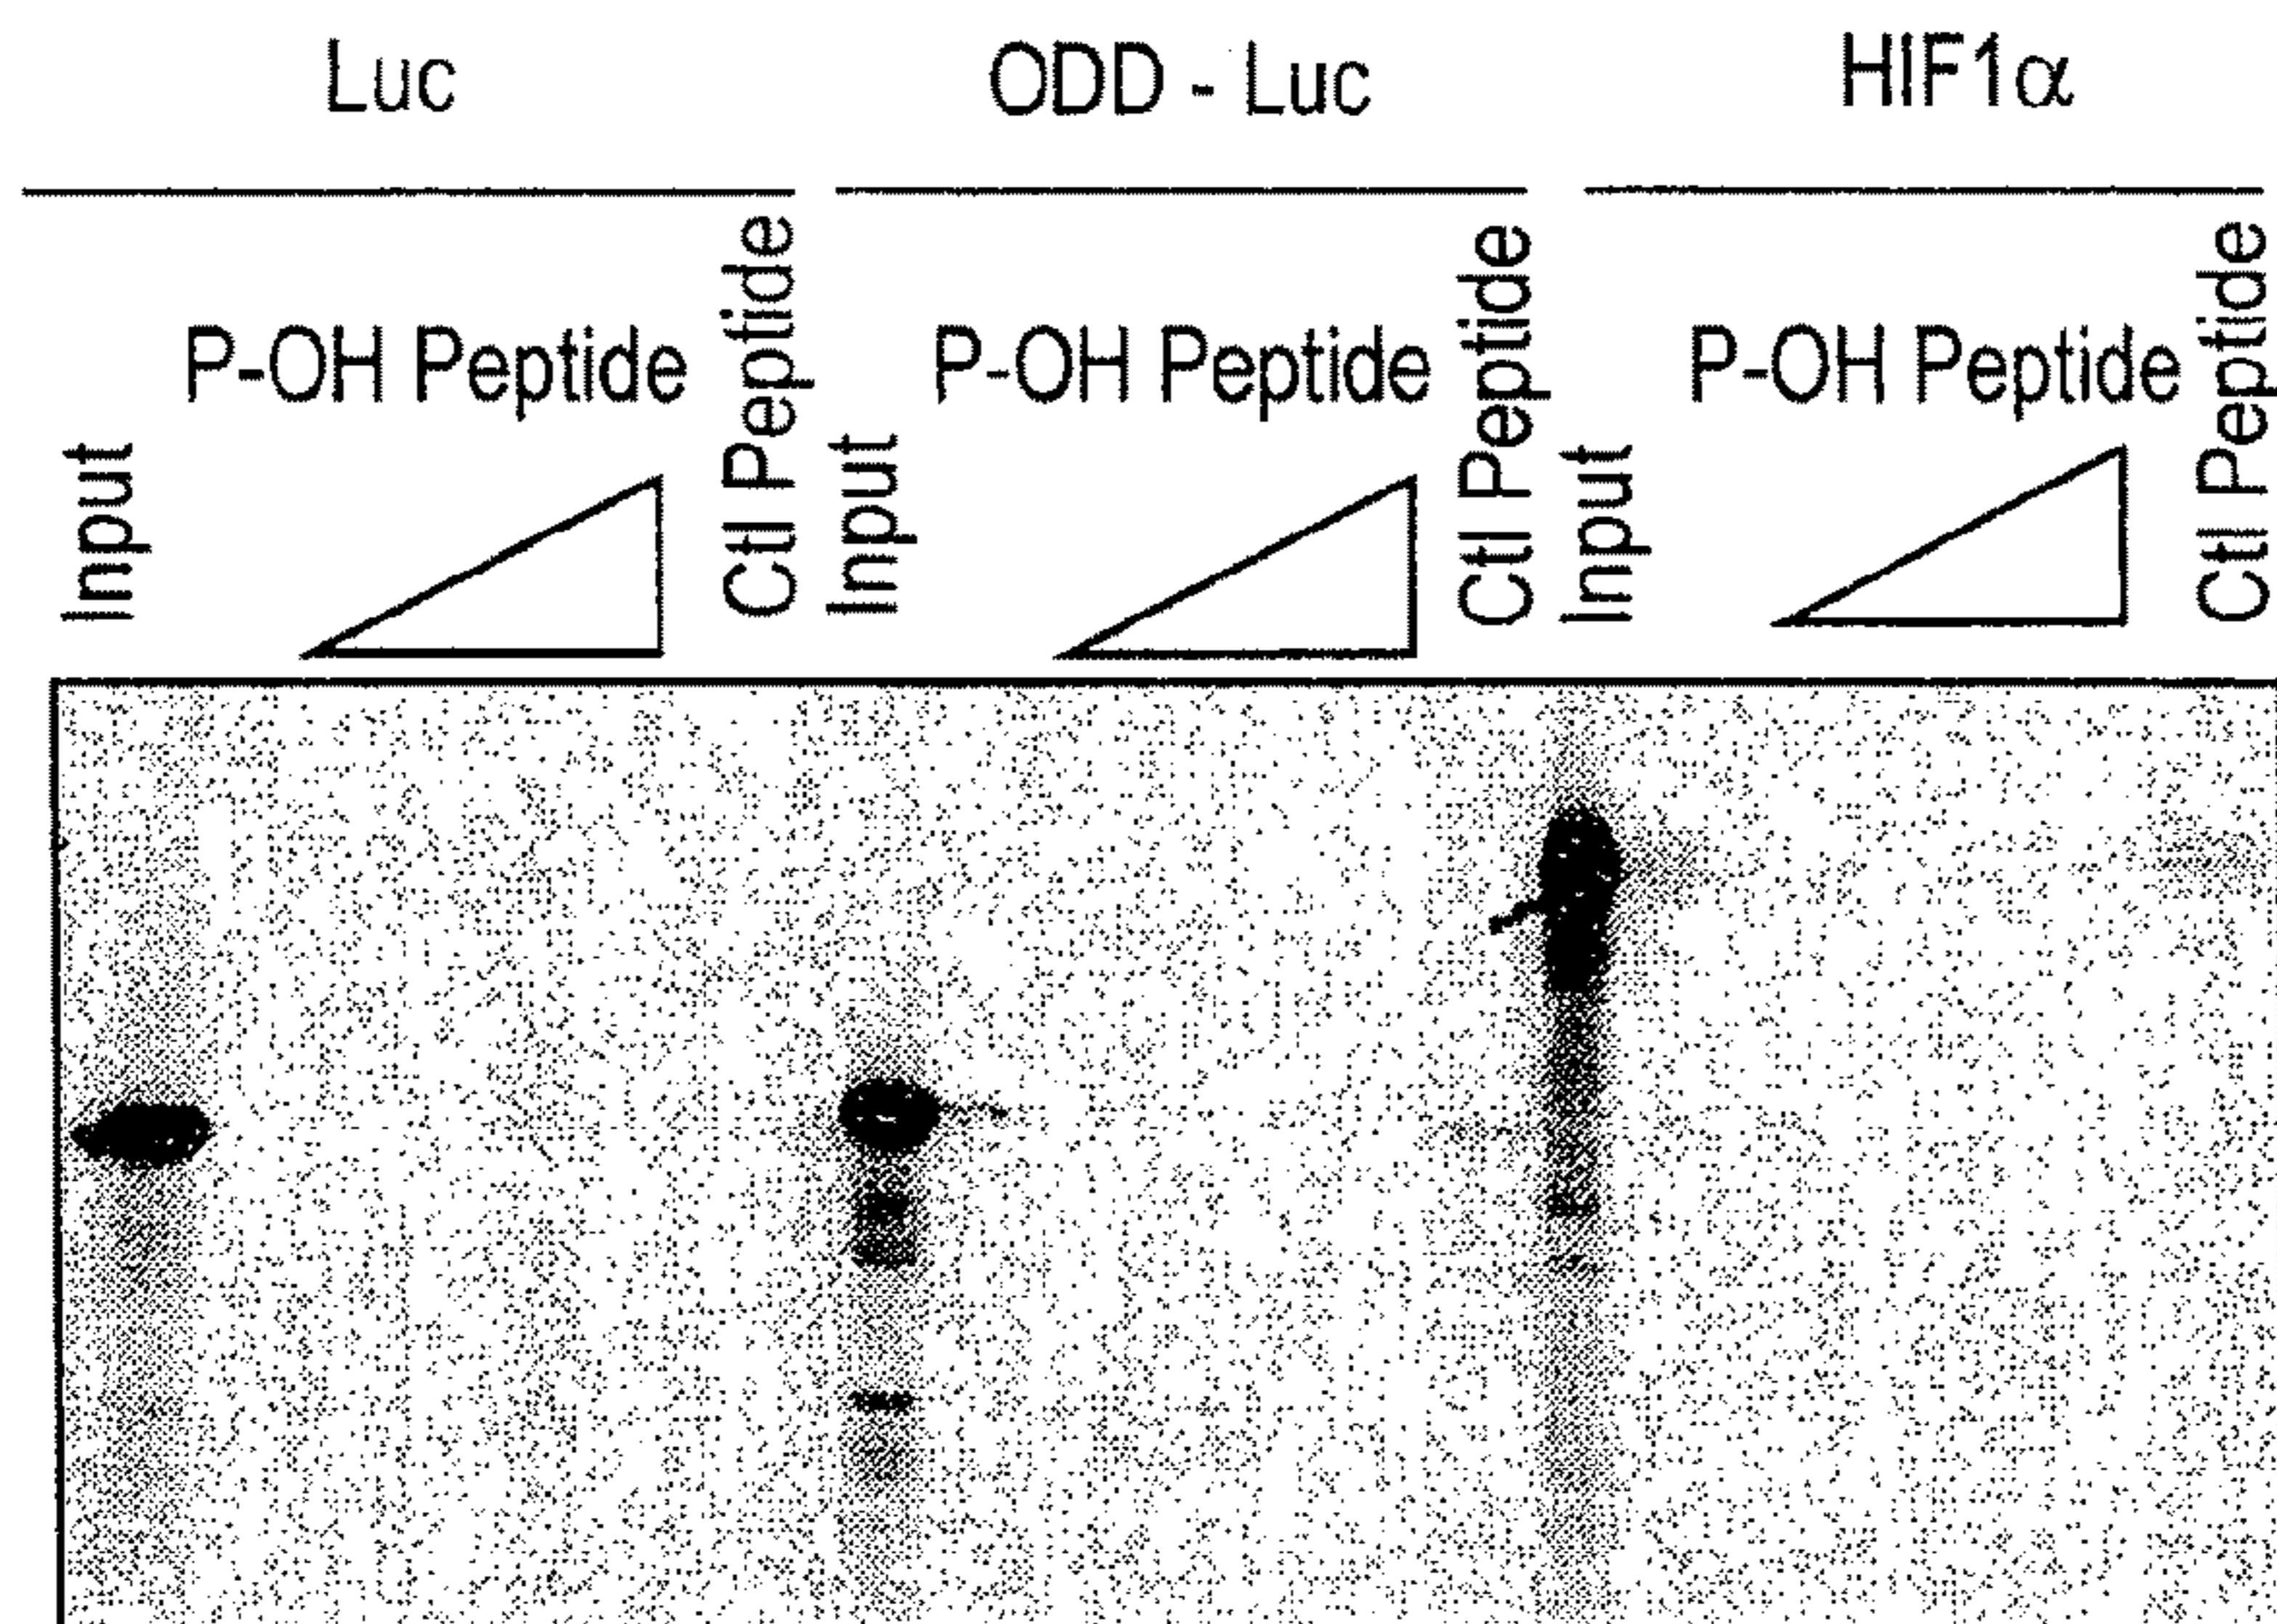 Luc
ODD - Luc
HIF1α
Input
P-OH Peptide
Ctl Peptide
Input
P-OH Peptide
Ctl Peptide
Input
P-OH Peptide
Ctl Peptide